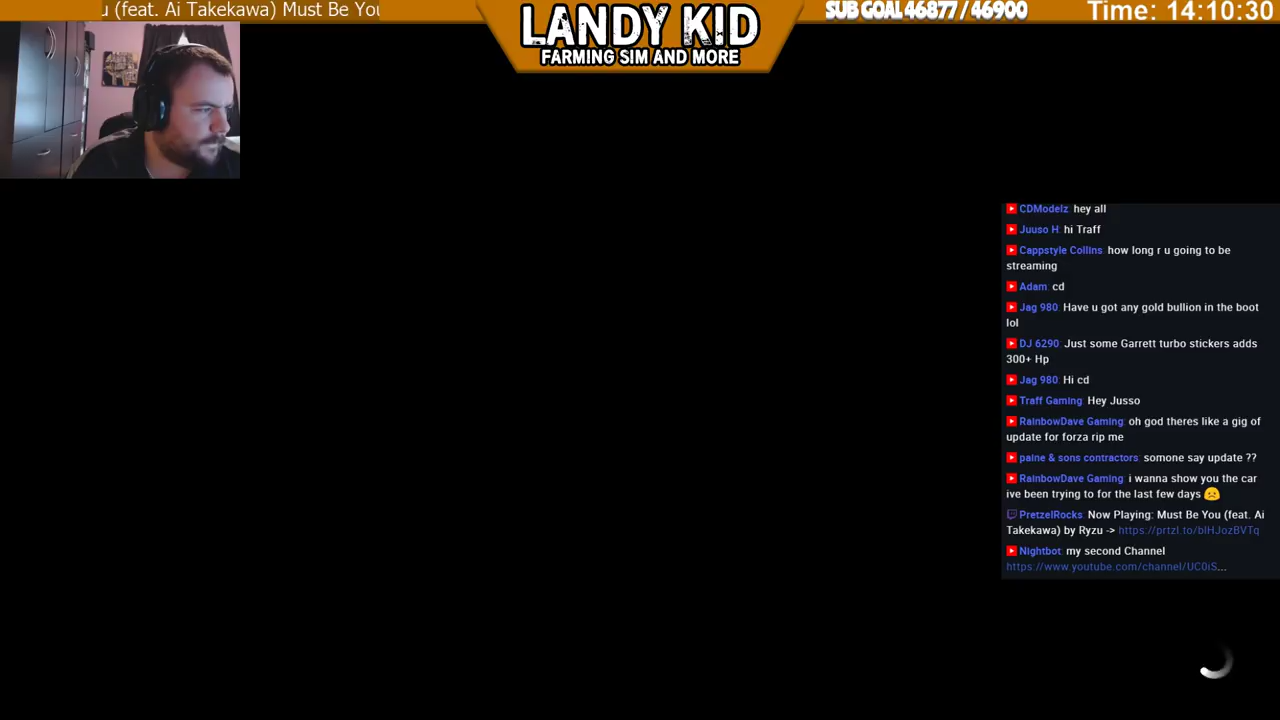 u (feat. Ai Takekawa) Must Be You
LANDY KID
FARMING SIM AND MORE
SUB GOAL 46877 / 46900
Time: 14:10:30
CDModelz: hey all
Juuso H: hi Traff
Cappstyle Collins: how long r u going to be
streaming
Adam: cd
Jag 980: Have u got any gold bullion in the boot
lol
DJ 6290: Just some Garrett turbo stickers adds
300+ Hp
Jag 980: Hi cd
Traff Gaming: Hey Jusso
RainbowDave Gaming: oh god theres like a gig of
update for forza rip me
paine & sons contractors: somone say update ??
RainbowDave Gaming: i wanna show you the car
ive been trying to for the last few days ☹
PretzelRocks: Now Playing: Must Be You (feat. Ai
Takekawa) by Ryzu -> https://prtzl.to/blHJozBVTq
Nightbot: my second Channel
https://www.youtube.com/channel/UC0iS...